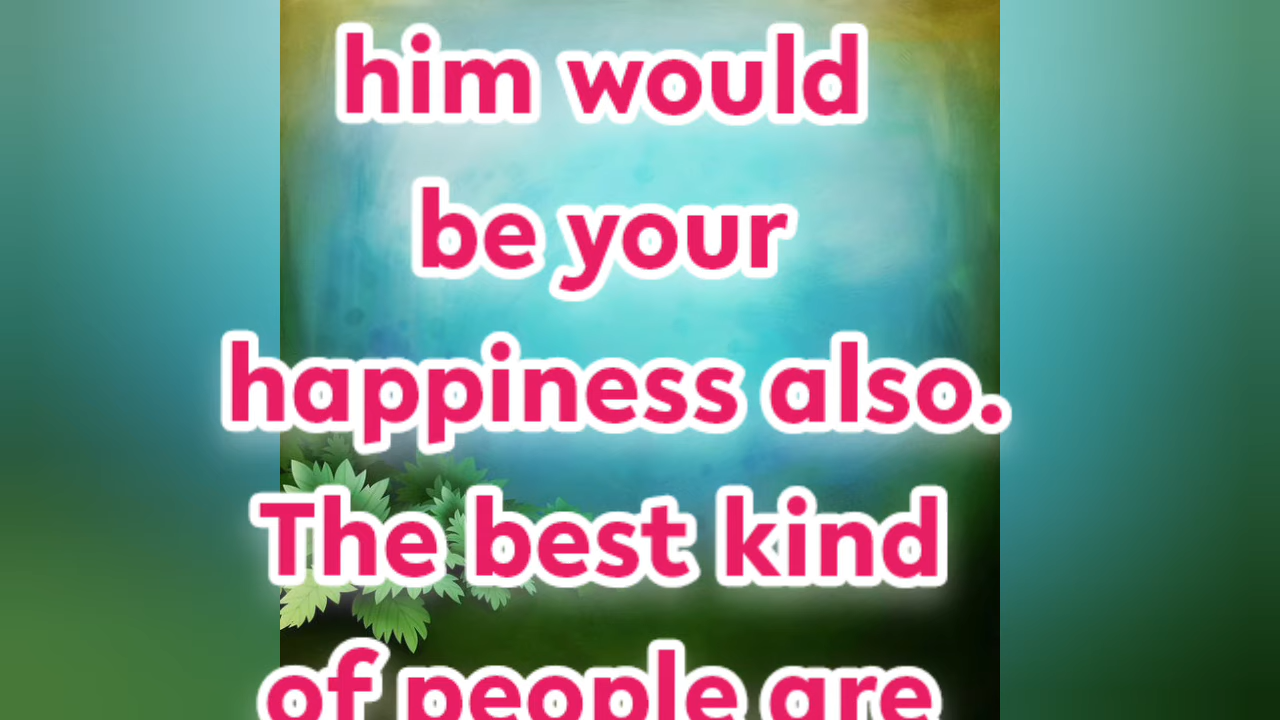 him would
be your
happiness also.
The best kind
of people are